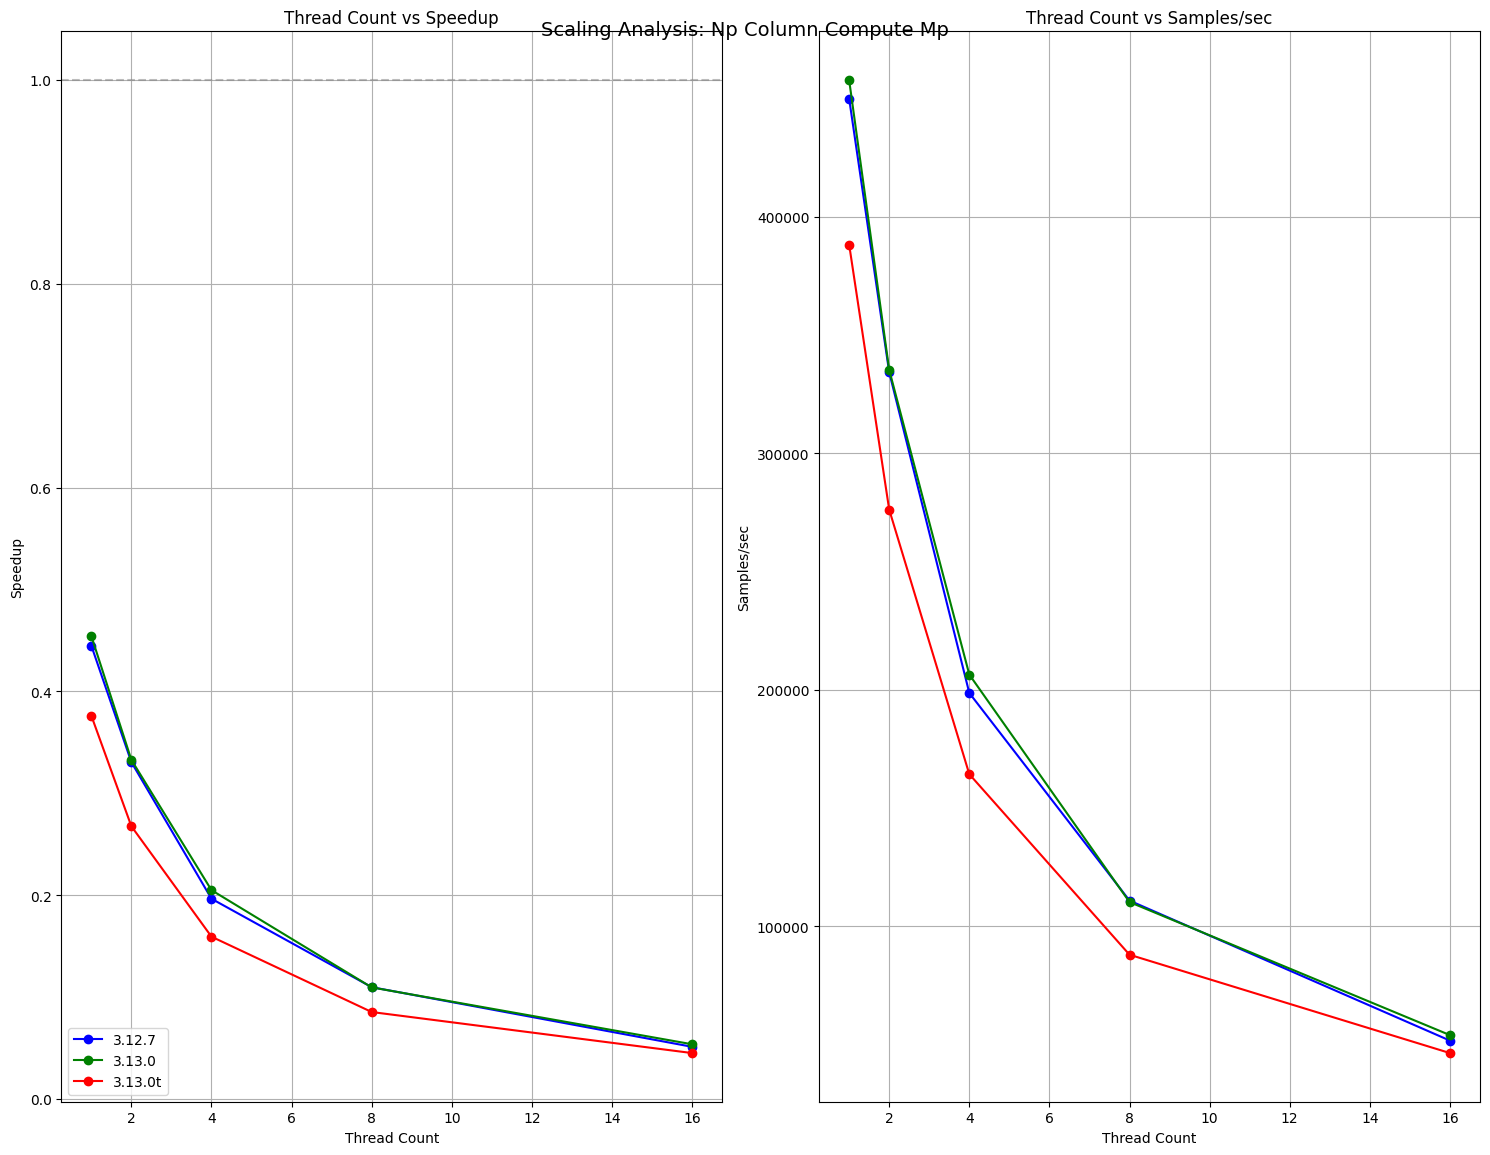 Scaling Analysis: Np Column Compute Mp
Thread Count vs Speedup
Speedup
1.0
0.8
0.6
0.4
0.2
0.0
3.12.7
3.13.0
3.13.0t
2 4 6 8 10 12 14 16
Thread Count
Thread Count vs Samples/sec
Samples/sec
400000
300000
200000
100000
2 4 6 8 10 12 14 16
Thread Count